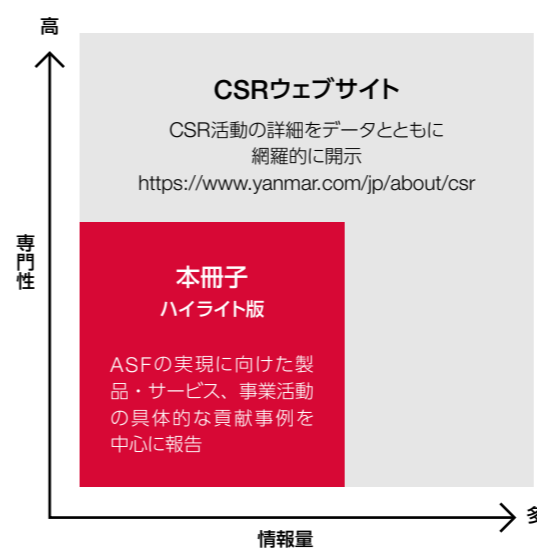 高
CSRウェブサイト
CSR活動の詳細をデータとともに
網羅的に開示
https://www.yanmar.com/jp/about/csr
専門性
本冊子
ハイライト版
ASFの実現に向けた製
品・サービス、事業活動
の具体的な貢献事例を
中心に報告
多
情報量